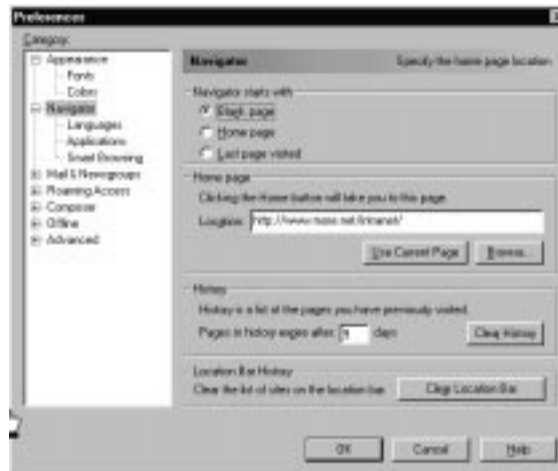 Preferences
Category:
Appearance
Fonts
Colors
Navigator
Languages
Applications
Smart Browsing
Mail & Newsgroups
Roaming Access
Composer
Offline
Advanced
Navigator Specify the home page location
Navigator starts with
Blank page
Home page
Last page visited
Home page
Clicking the Home button will take you to this page.
Location:
Use Current Page Browse...
History
History is a list of the pages you have previously visited.
Pages in history expire after: 9 days Clear History
Location Bar History
Clear the list of sites on the location bar: Clear Location Bar
OK Cancel Help